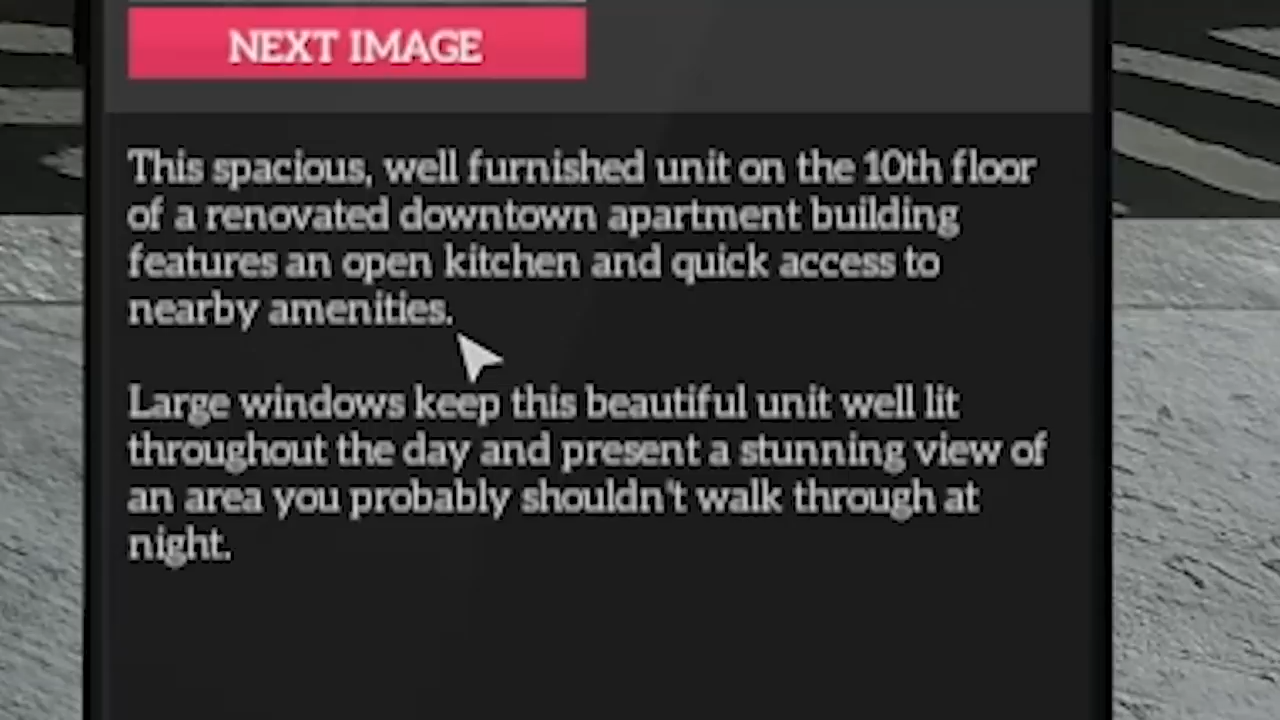 NEXT IMAGE
This spacious, well furnished unit on the 10th floor
of a renovated downtown apartment building
features an open kitchen and quick access to
nearby amenities.
Large windows keep this beautiful unit well lit
throughout the day and present a stunning view of
an area you probably shouldn't walk through at
night.